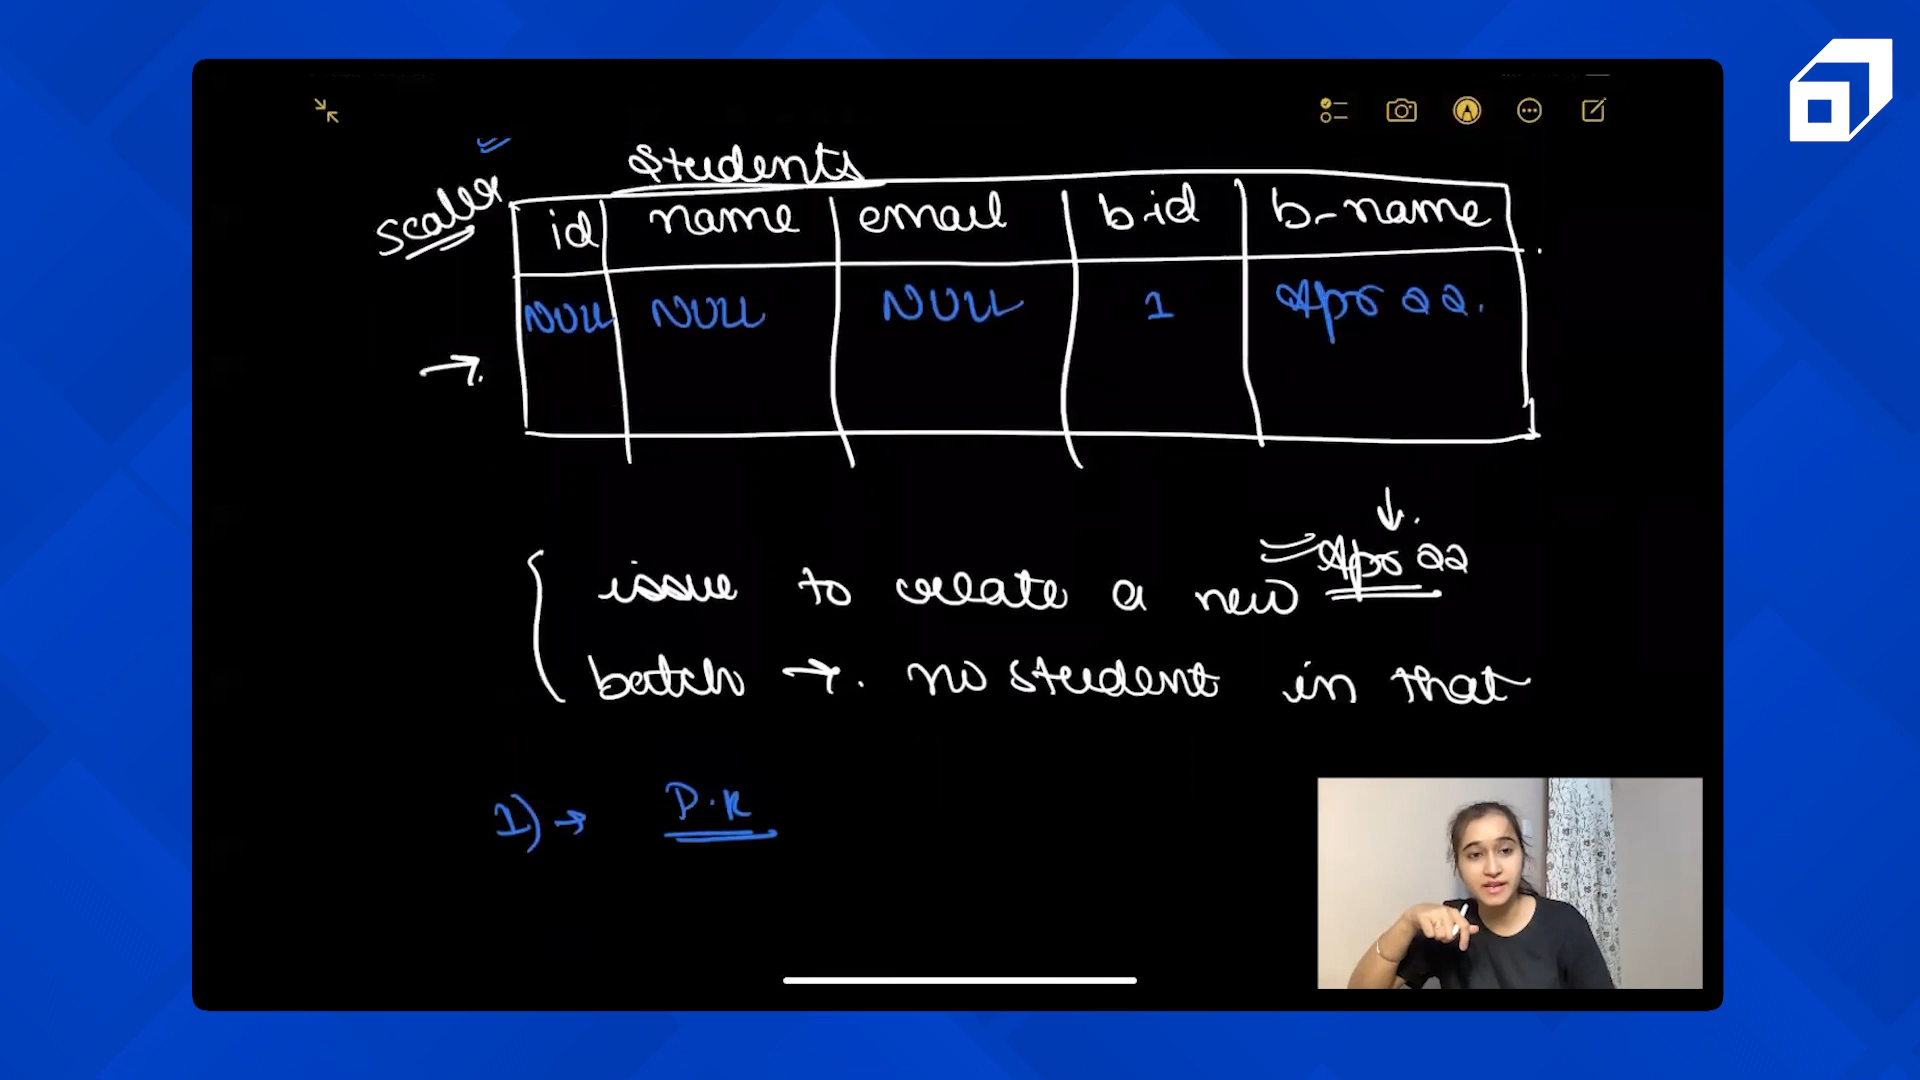 students
scaler
id name email b-id b-name
NULL NULL NULL 1 Apr 22.
Apr 22
issue to create a new
batch → . no student in that
1) → P.K